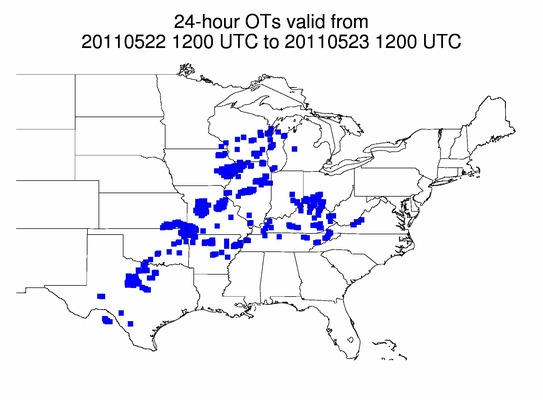 24-hour OTs valid from
20110522 1200 UTC to 20110523 1200 UTC